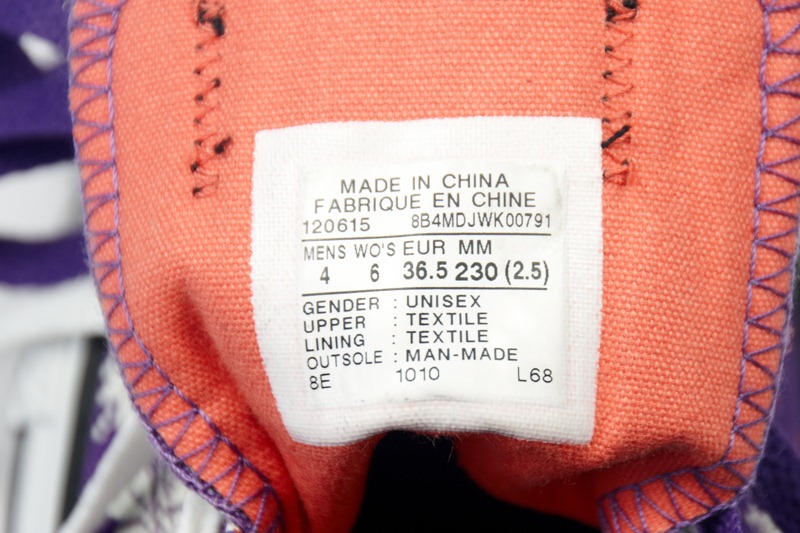 MADE IN CHINA
FABRIQUE EN CHINE
120615 8B4MDJWK00791
MENS WO'S EUR MM
4 6 36.5 230 (2.5)
GENDER : UNISEX
UPPER : TEXTILE
LINING : TEXTILE
OUTSOLE : MAN-MADE
8E 1010 L68